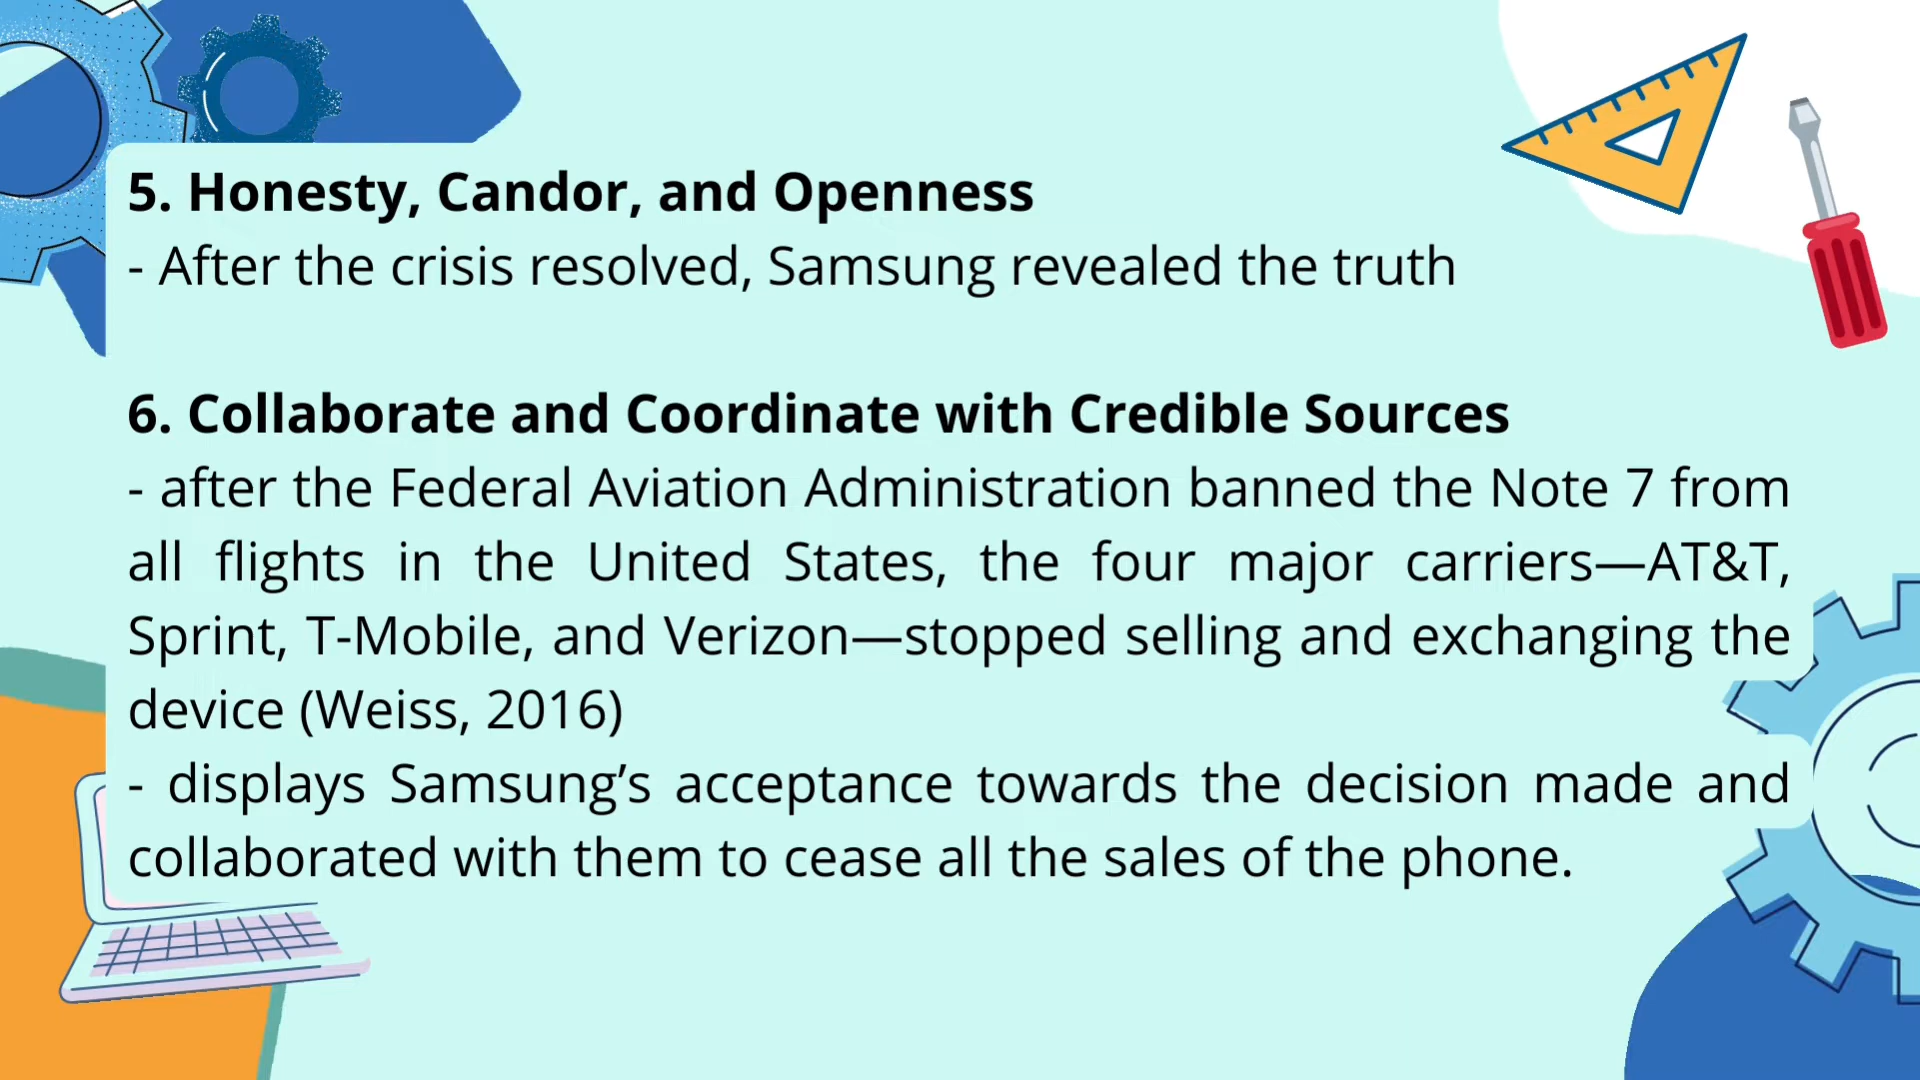 5. Honesty, Candor, and Openness
- After the crisis resolved, Samsung revealed the truth
6. Collaborate and Coordinate with Credible Sources
- after the Federal Aviation Administration banned the Note 7 from
all flights in the United States, the four major carriers—AT&T,
Sprint, T-Mobile, and Verizon—stopped selling and exchanging the
device (Weiss, 2016)
- displays Samsung’s acceptance towards the decision made and
collaborated with them to cease all the sales of the phone.